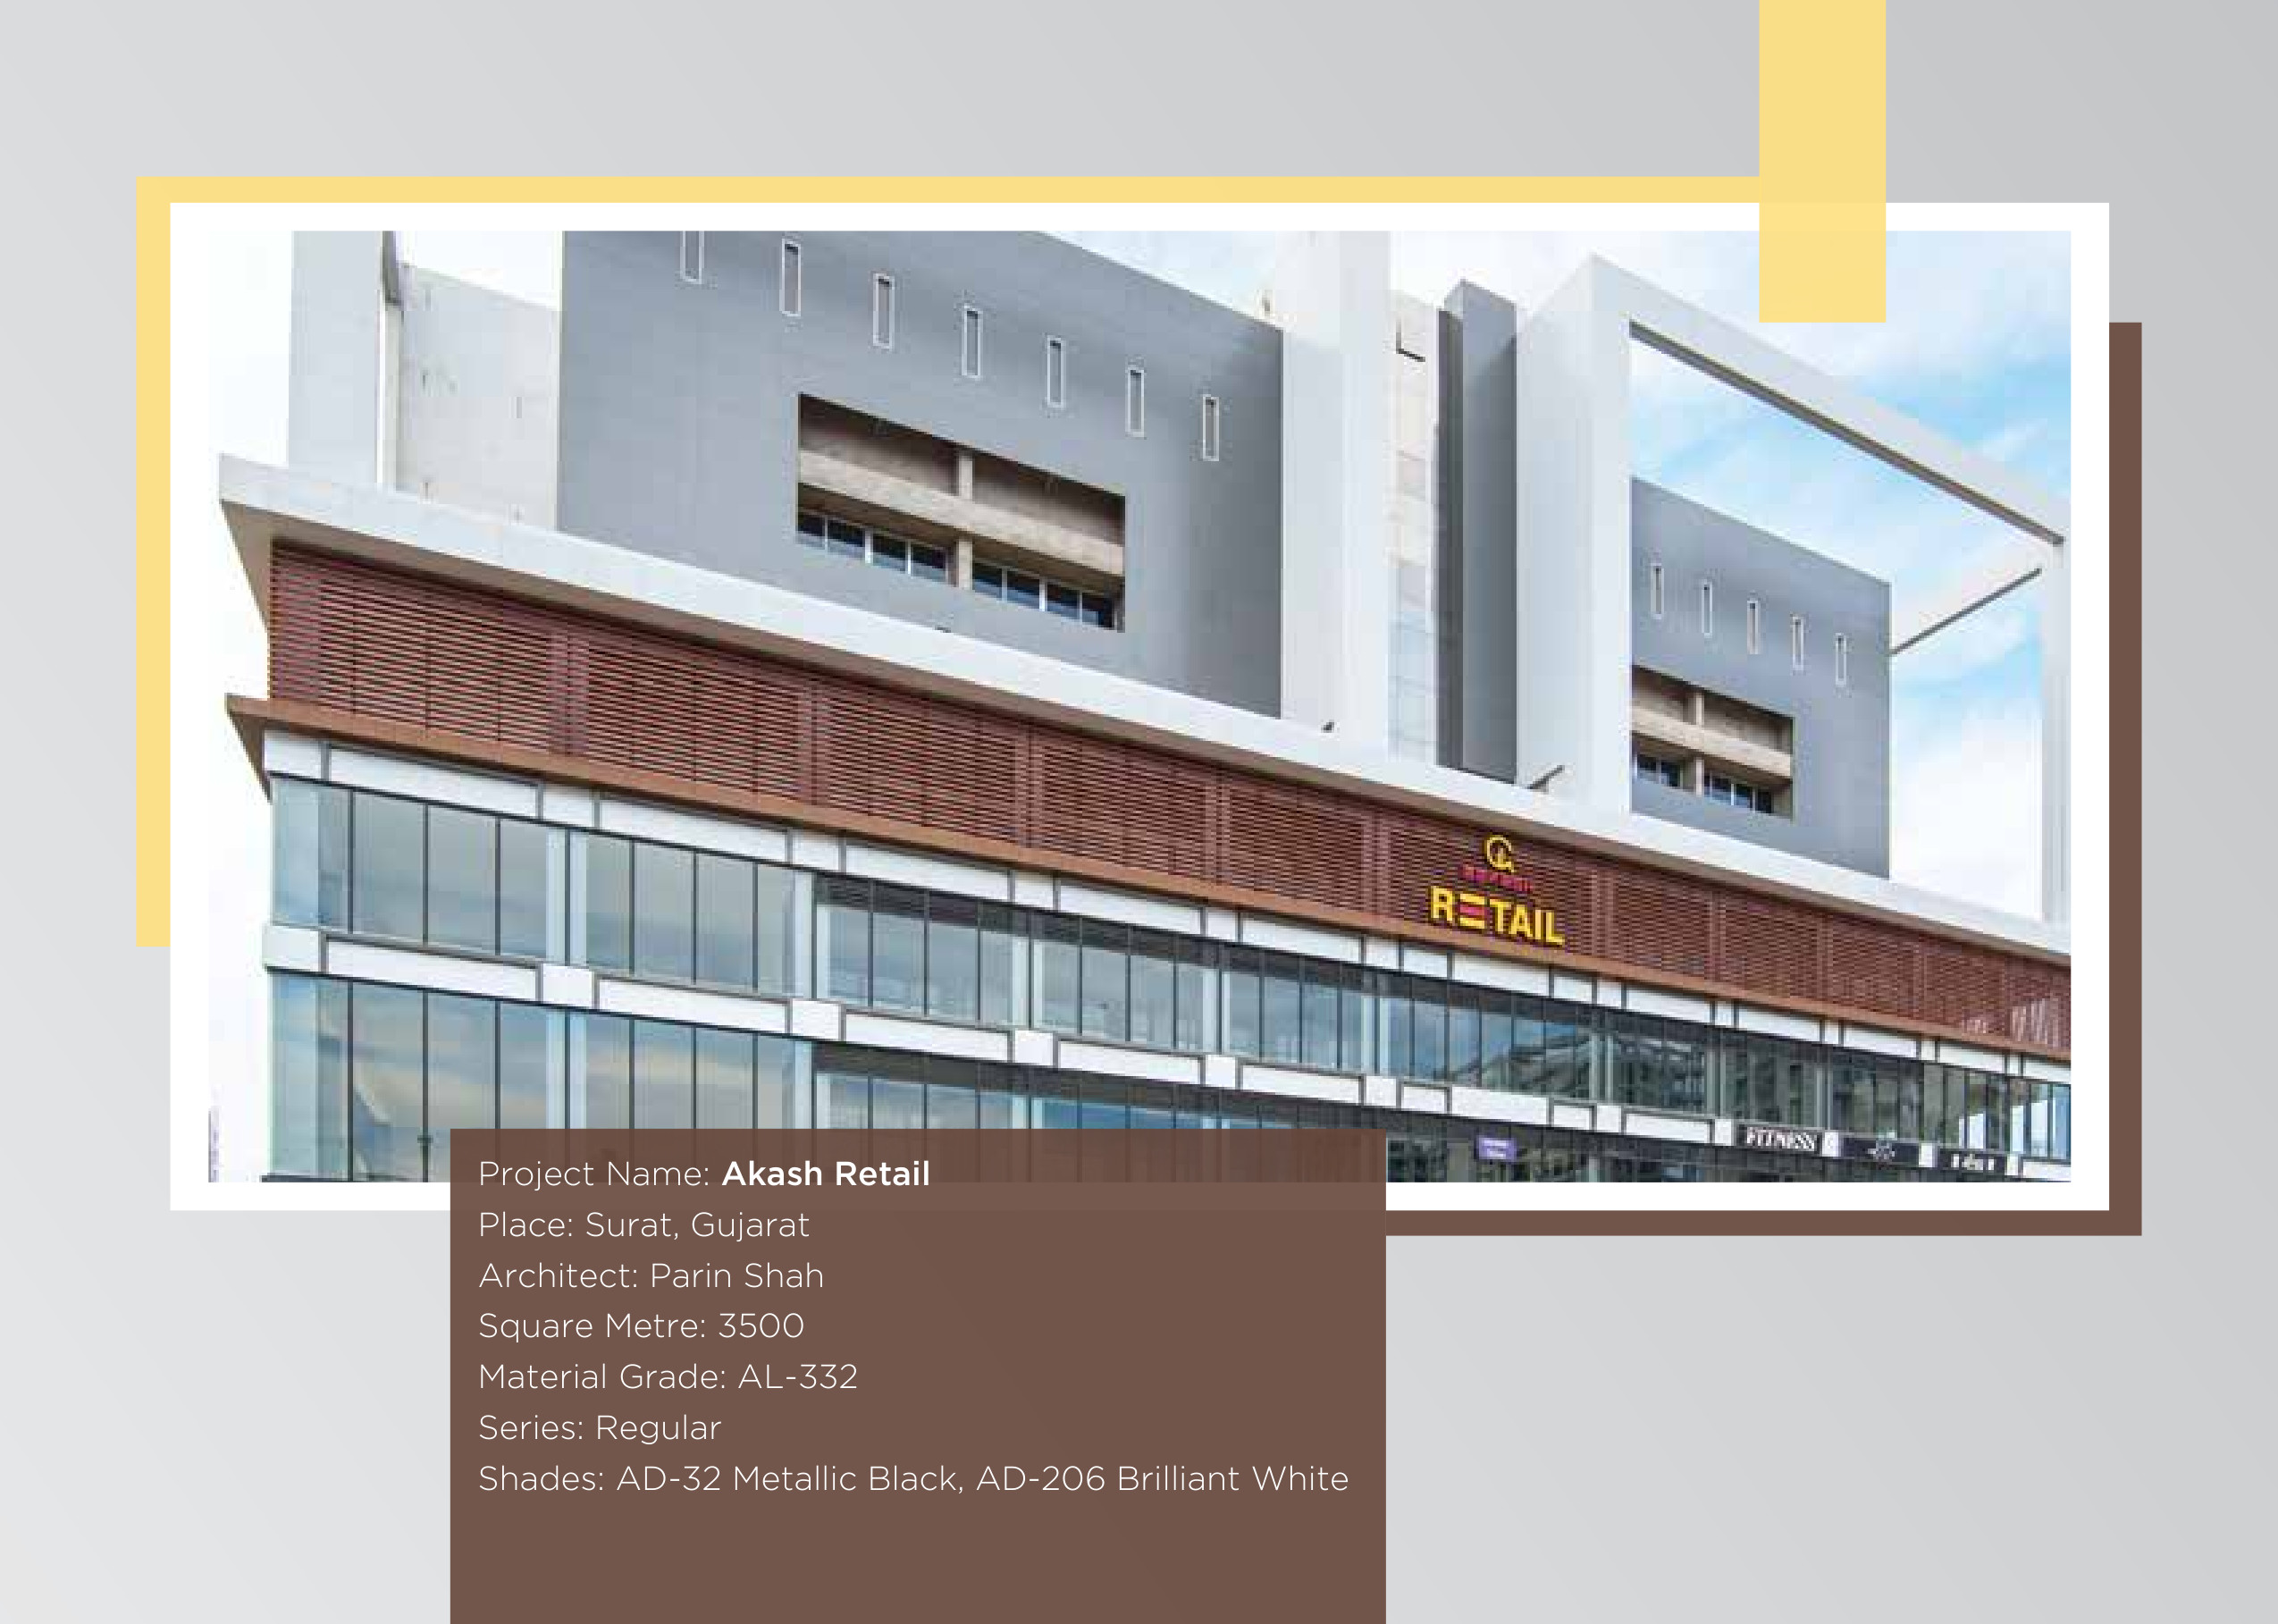 RETAIL
FITNESS
Project Name: Akash Retail
Place: Surat, Gujarat
Architect: Parin Shah
Square Metre: 3500
Material Grade: AL-332
Series: Regular
Shades: AD-32 Metallic Black, AD-206 Brilliant White